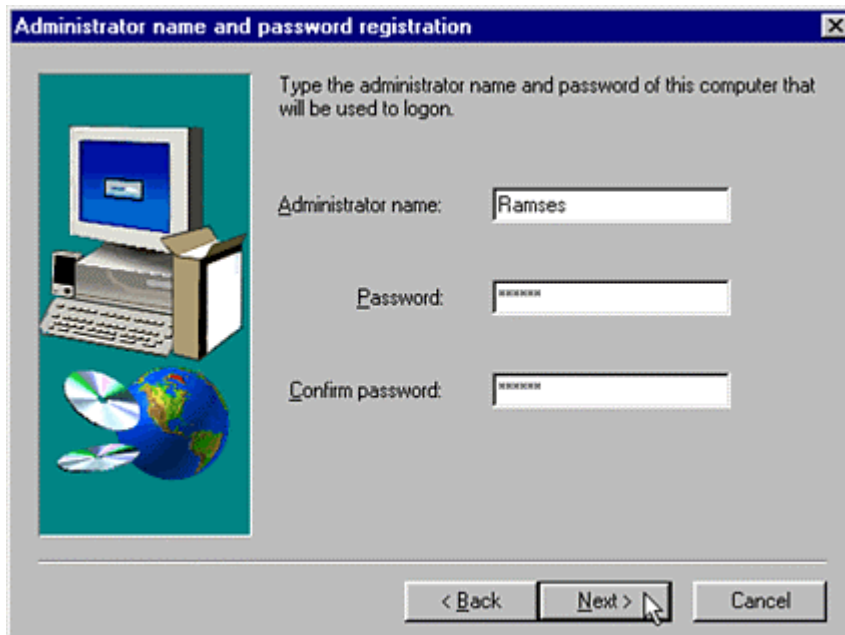 Administrator name and password registration
Type the administrator name and password of this computer that
will be used to logon.
Administrator name: Ramses
Password: ******
Confirm password: ******
< Back Next > Cancel